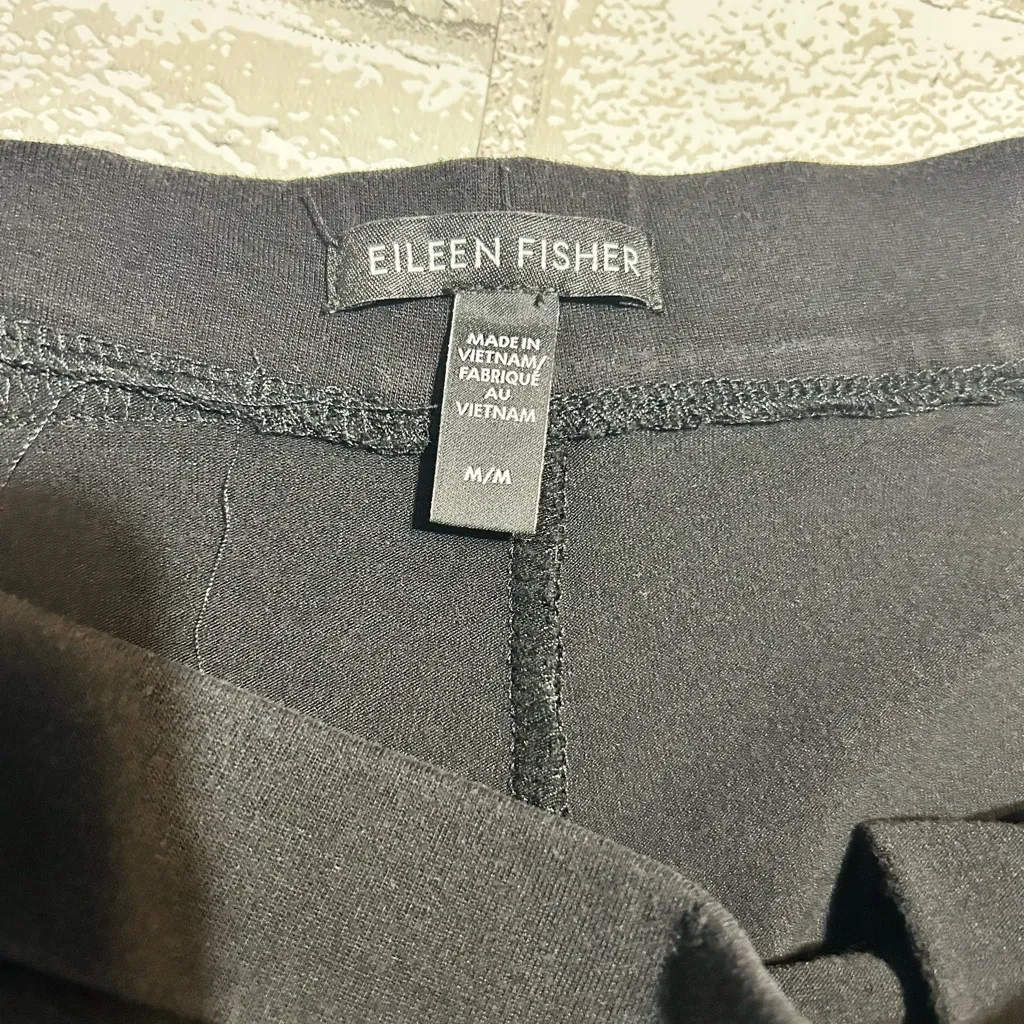 EILEEN FISHER
MADE IN
VIETNAM/
FABRIQUÉ
AU
VIETNAM
M/M